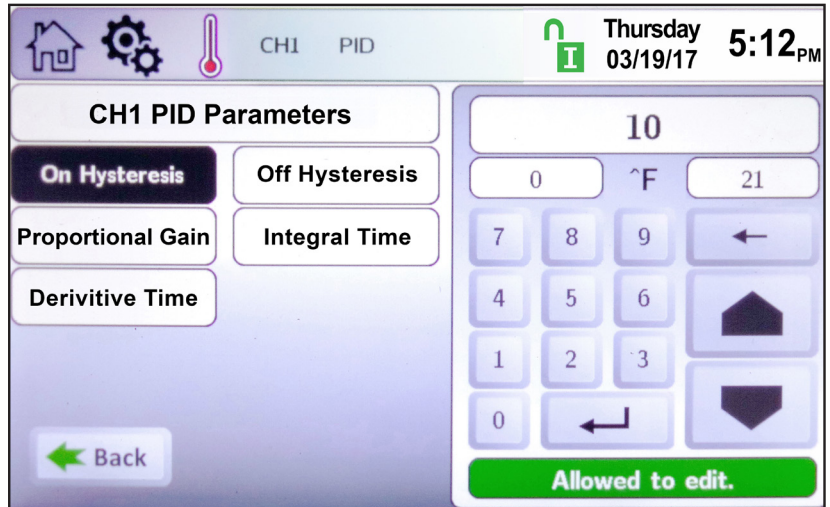 CH1 PID
I
Thursday
03/19/17
5:12PM
CH1 PID Parameters
On Hysteresis
Off Hysteresis
Proportional Gain
Integral Time
Derivitive Time
Back
10
0 ^F 21
7 8 9
4 5 6
1 2 3
0
Allowed to edit.